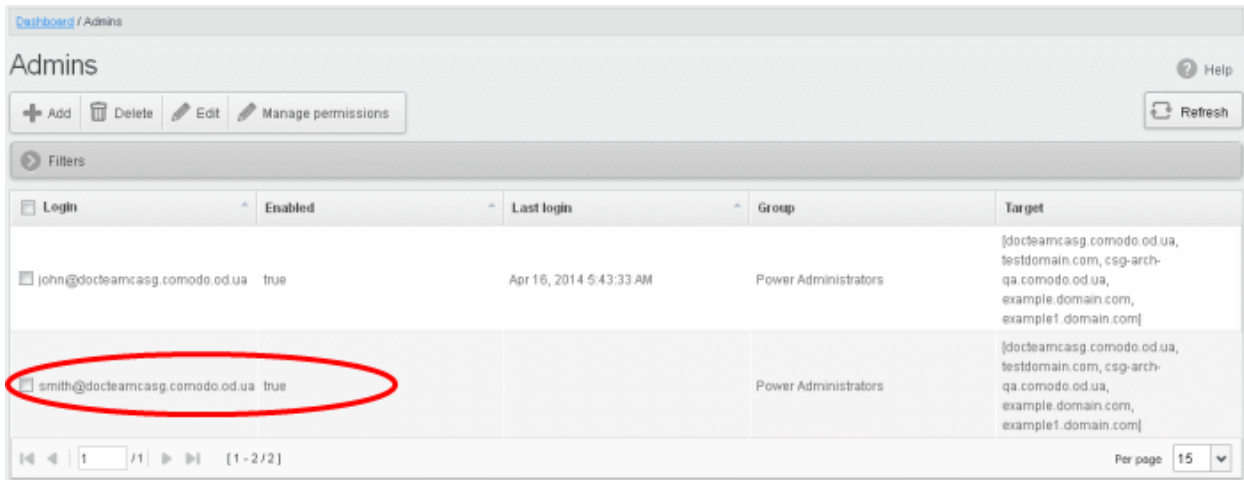 Dashboard / Admins
Admins
Help
Add Delete Edit Manage permissions
Refresh
Filters
Login Enabled Last login Group Target
john@docteamcasg.comodo.od.ua true Apr 16, 2014 5:43:33 AM Power Administrators
[docteamcasg.comodo.od.ua,
testdomain.com, csg-arch-
qa.comodo.od.ua,
example.domain.com,
example1.domain.com]
smith@docteamcasg.comodo.od.ua true Power Administrators
[docteamcasg.comodo.od.ua,
testdomain.com, csg-arch-
qa.comodo.od.ua,
example.domain.com,
example1.domain.com]
1 /1 [1 - 2 / 2] Per page 15